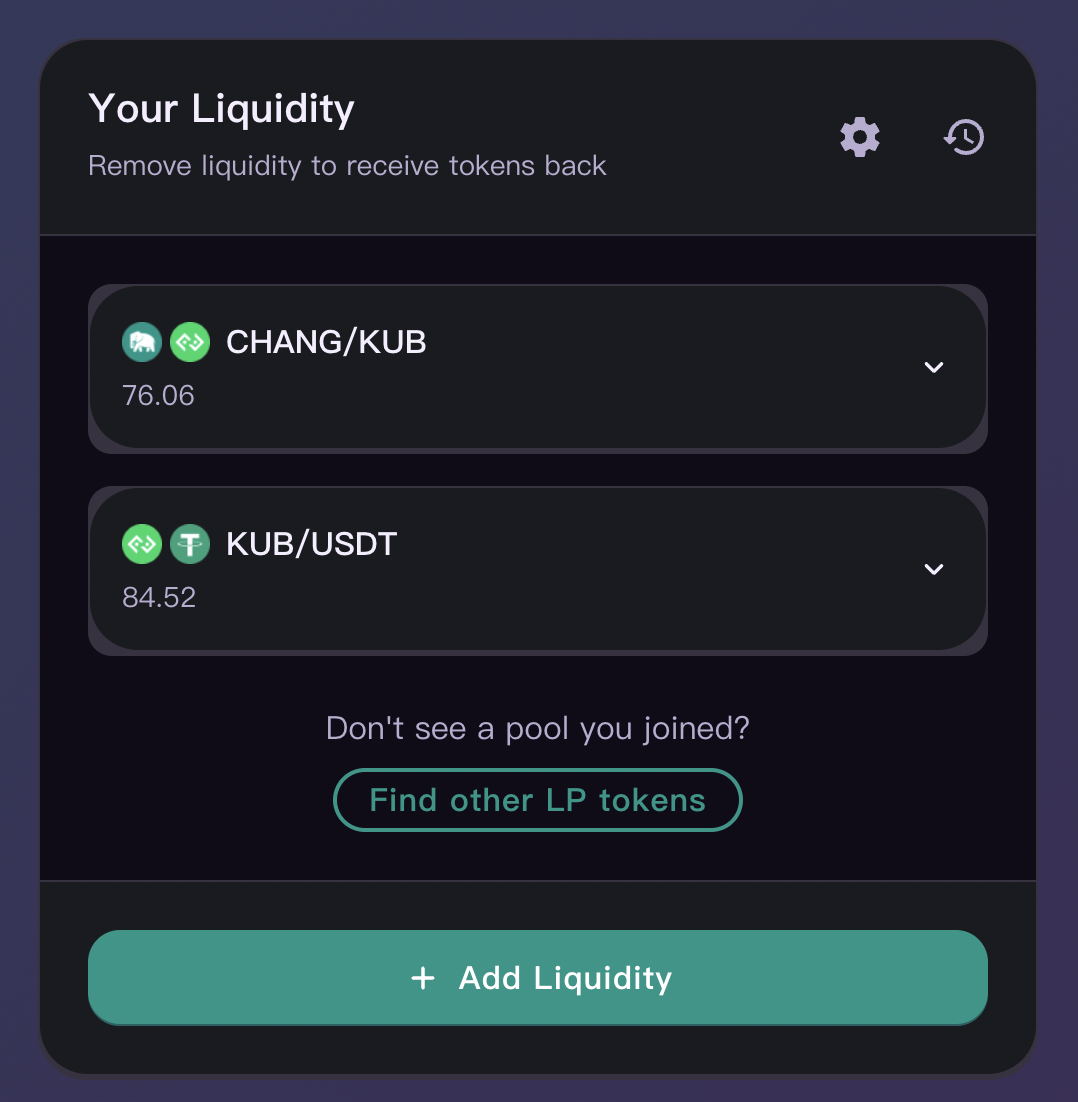 Your Liquidity
Remove liquidity to receive tokens back
CHANG/KUB
76.06
KUB/USDT
84.52
Don't see a pool you joined?
Find other LP tokens
+ Add Liquidity